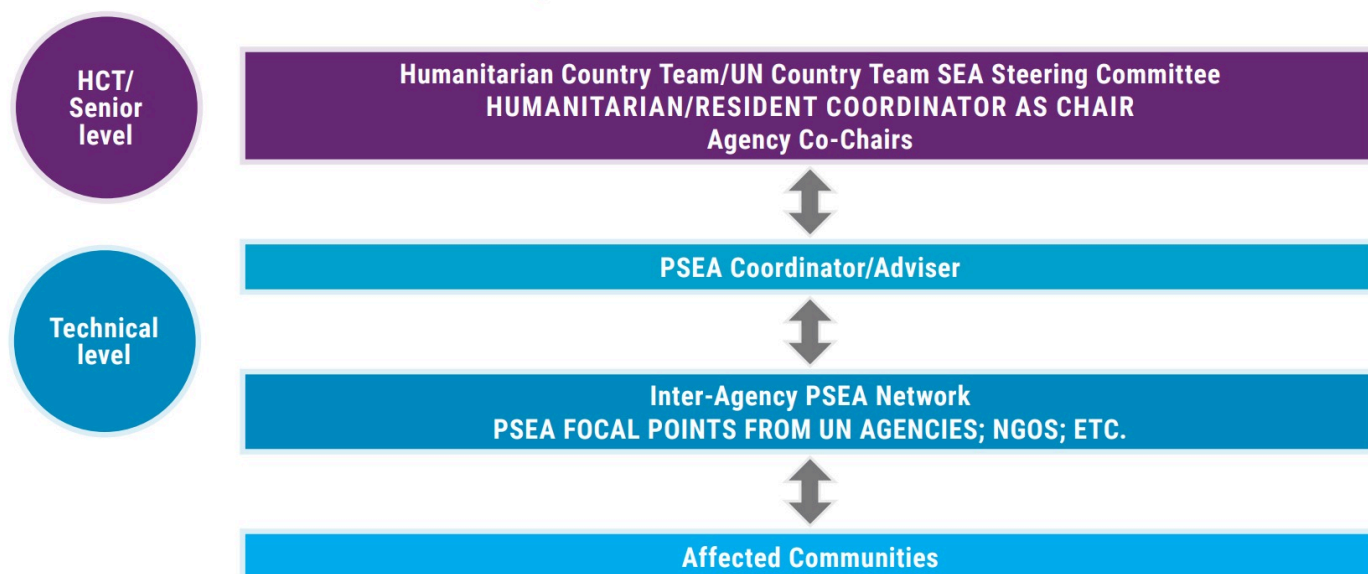 HCT/
Senior
level
Humanitarian Country Team/UN Country Team SEA Steering Committee
HUMANITARIAN/RESIDENT COORDINATOR AS CHAIR
Agency Co-Chairs
PSEA Coordinator/Adviser
Technical
level
Inter-Agency PSEA Network
PSEA FOCAL POINTS FROM UN AGENCIES; NGOS; ETC.
Affected Communities